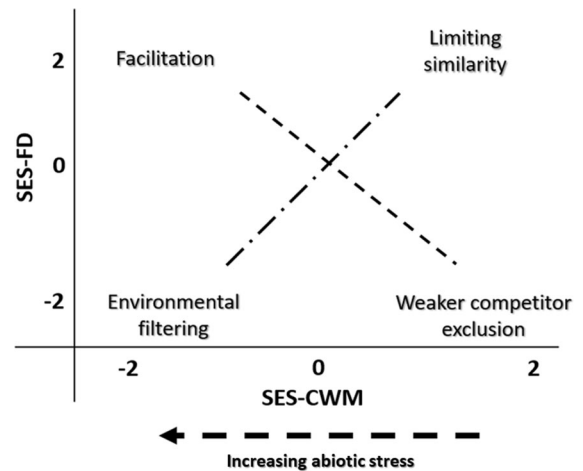 Facilitation
Limiting
similarity
2
SES-FD
0
-2
Environmental
filtering
Weaker competitor
exclusion
-2
0
2
SES-CWM
Increasing abiotic stress